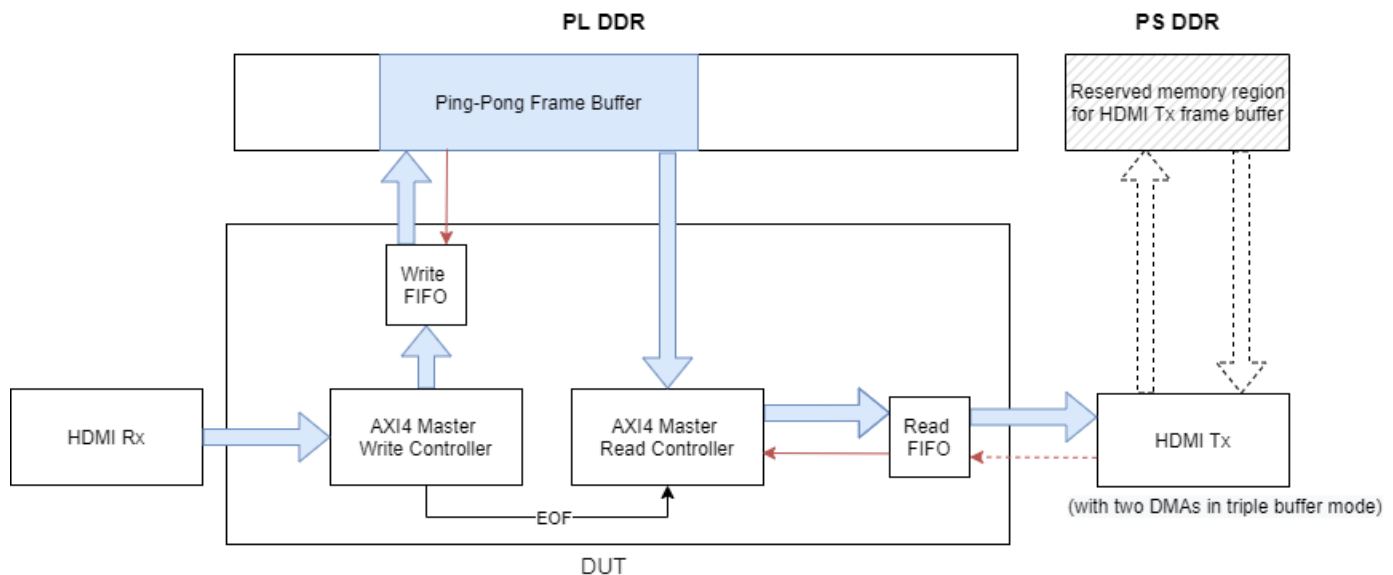 PL DDR
PS DDR
Ping-Pong Frame Buffer
Reserved memory region
for HDMI Tx frame buffer
Write
FIFO
HDMI Rx
AXI4 Master
Write Controller
AXI4 Master
Read Controller
Read
FIFO
HDMI Tx
EOF
(with two DMAs in triple buffer mode)
DUT